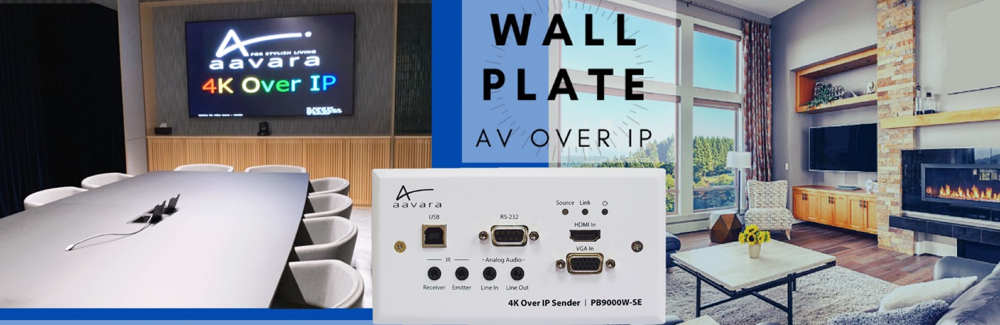 FOR STYLISH LIVING
aavara
4K Over IP
WALL
PLATE
AV OVER IP
aavara
USB
RS-232
Source Link
HDMI In
VGA In
IR
-Analog Audio-
Receiver Emitter Line In Line Out
4K Over IP Sender | PB9000W-SE